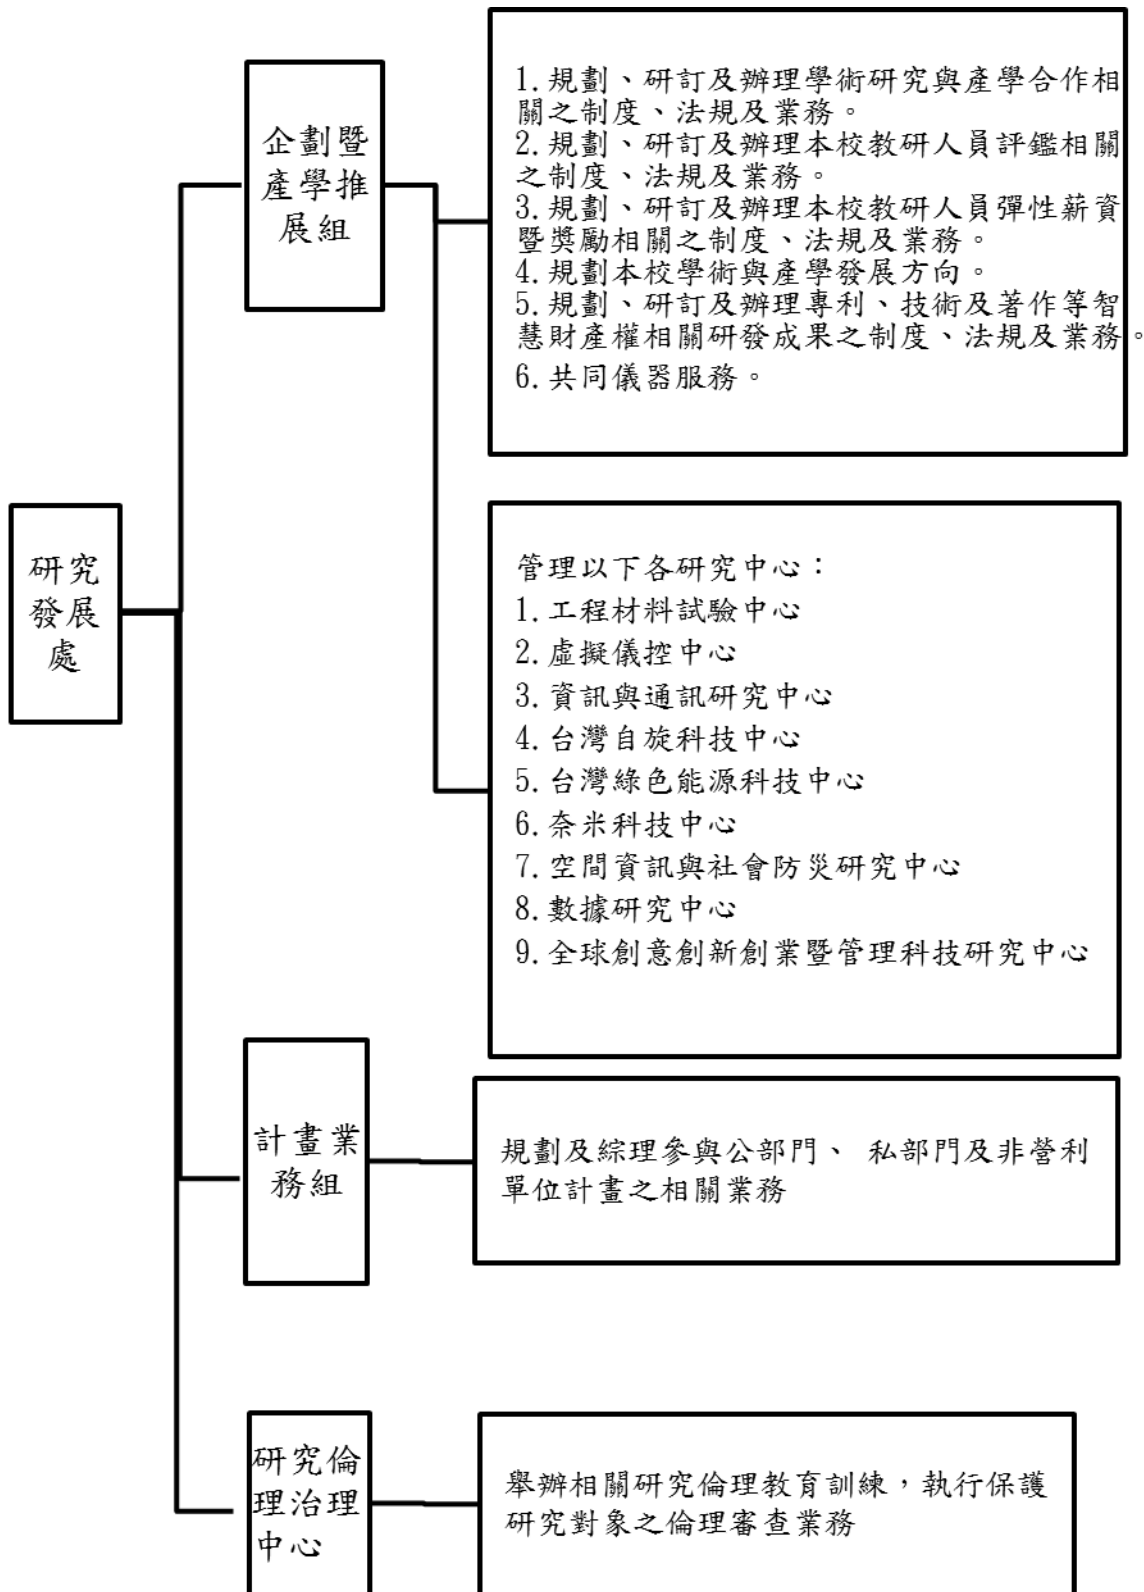 研究
發展
處
企劃暨
產學推
展組
1.規劃、研訂及辦理學術研究與產學合作相
關之制度、法規及業務。
2.規劃、研訂及辦理本校教研人員評鑑相關
之制度、法規及業務。
3.規劃、研訂及辦理本校教研人員彈性薪資
暨獎勵相關之制度、法規及業務。
4.規劃本校學術與產學發展方向。
5.規劃、研訂及辦理專利、技術及著作等智
慧財產權相關研發成果之制度、法規及業務。
6.共同儀器服務。
管理以下各研究中心：
1.工程材料試驗中心
2.虛擬儀控中心
3.資訊與通訊研究中心
4.台灣自旋科技中心
5.台灣綠色能源科技中心
6.奈米科技中心
7.空間資訊與社會防災研究中心
8.數據研究中心
9.全球創意創新創業暨管理科技研究中心
計畫業
務組
規劃及綜理參與公部門、 私部門及非營利
單位計畫之相關業務
研究倫
理治理
中心
舉辦相關研究倫理教育訓練，執行保護
研究對象之倫理審查業務